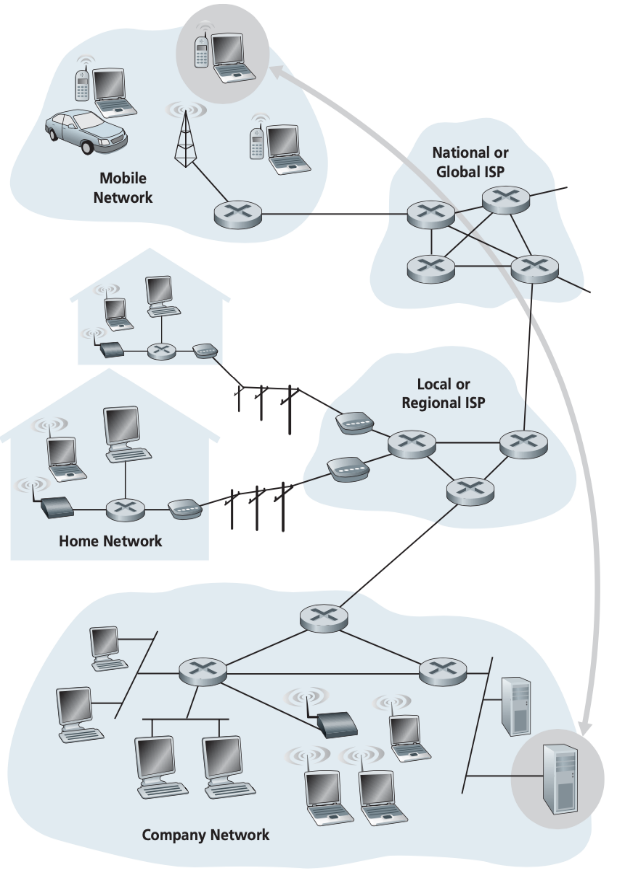 Mobile
Network
National or
Global ISP
Local or
Regional ISP
Home Network
Company Network